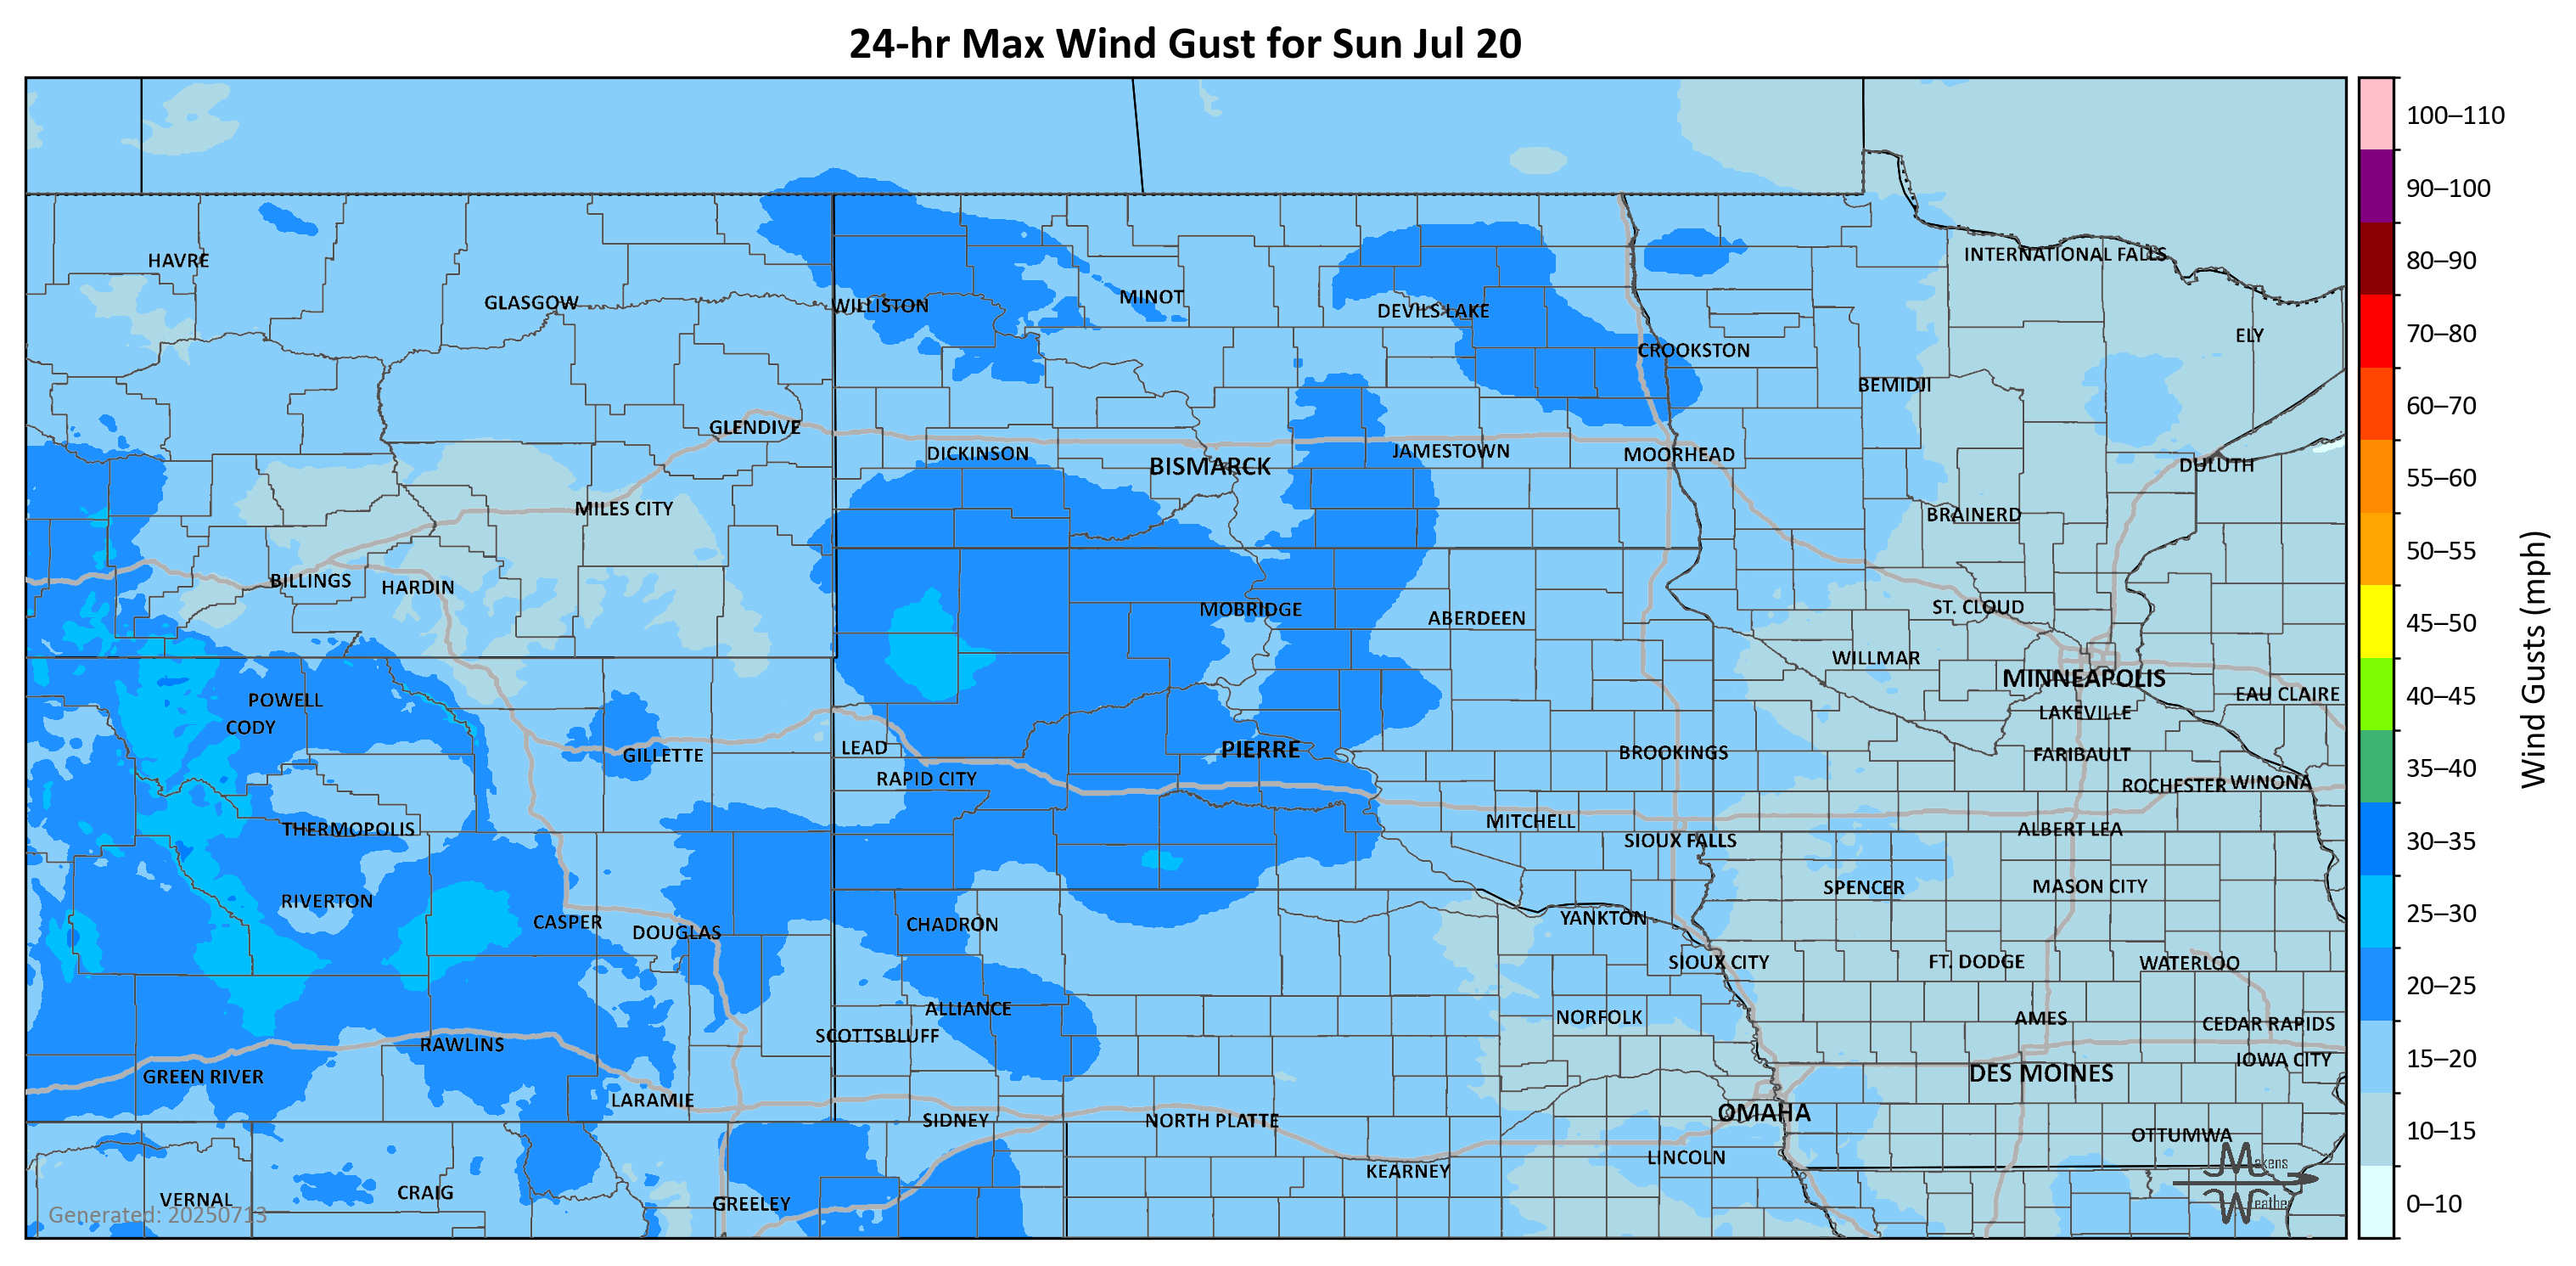 24-hr Max Wind Gust for Sun Jul 20
100–110
90–100
80–90
70–80
60–70
55–60
50–55
45–50
40–45
35–40
30–35
25–30
20–25
15–20
10–15
0–10
Wind Gusts (mph)
HAVRE
GLASGOW
WILLISTON
MINOT
DEVILS LAKE
CROOKSTON
INTERNATIONAL FALLS
ELY
BEMIDJI
GLENDIVE
DICKINSON
BISMARCK
JAMESTOWN
MOORHEAD
DULUTH
MILES CITY
BRAINERD
BILLINGS
HARDIN
MOBRIDGE
ABERDEEN
ST. CLOUD
WILLMAR
MINNEAPOLIS
EAU CLAIRE
LAKEVILLE
POWELL
CODY
GILLETTE
LEAD
PIERRE
BROOKINGS
FARIBAULT
RAPID CITY
ROCHESTER
WINONA
THERMOPOLIS
MITCHELL
SIOUX FALLS
ALBERT LEA
RIVERTON
SPENCER
MASON CITY
CASPER
DOUGLAS
CHADRON
YANKTON
SIOUX CITY
FT. DODGE
WATERLOO
ALLIANCE
NORFOLK
AMES
CEDAR RAPIDS
SCOTTSBLUFF
RAWLINS
IOWA CITY
GREEN RIVER
DES MOINES
LARAMIE
SIDNEY
NORTH PLATTE
OMAHA
OTTUMWA
KEARNEY
LINCOLN
VERNAL
CRAIG
GREELEY
Makens
Weather
Generated: 20250713